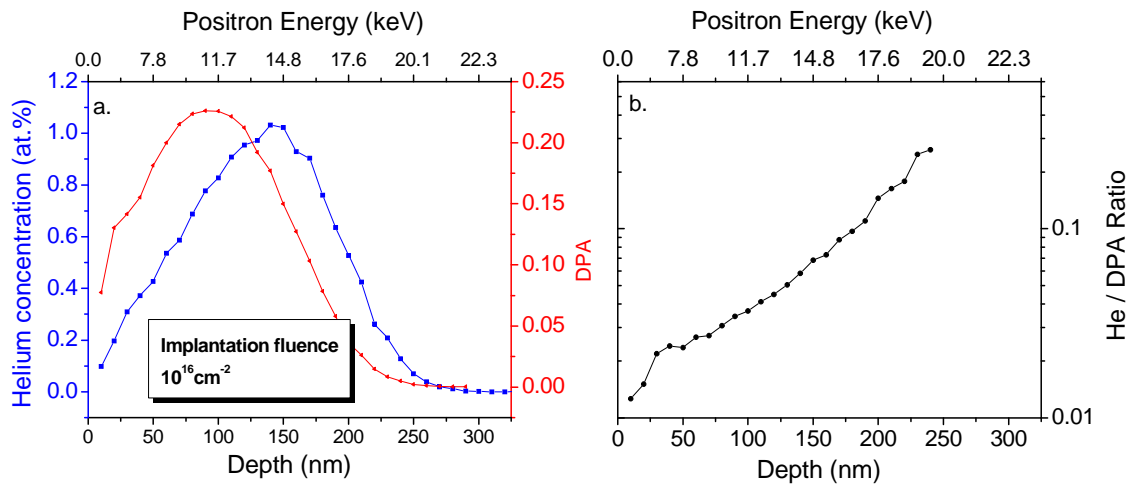 Positron Energy (keV)
0.0 7.8 11.7 14.8 17.6 20.1 22.3
a.
Helium concentration (at.%)
1.2
1.0
0.8
0.6
0.4
0.2
0.0
0.25
0.20
0.15
0.10
0.05
0.00
DPA
Implantation fluence
10¹⁶cm⁻²
0 50 100 150 200 250 300
Depth (nm)
Positron Energy (keV)
0.0 7.8 11.7 14.8 17.6 19.0 22.3
b.
0.1
0.01
He / DPA Ratio
0 50 100 150 200 250 300
Depth (nm)